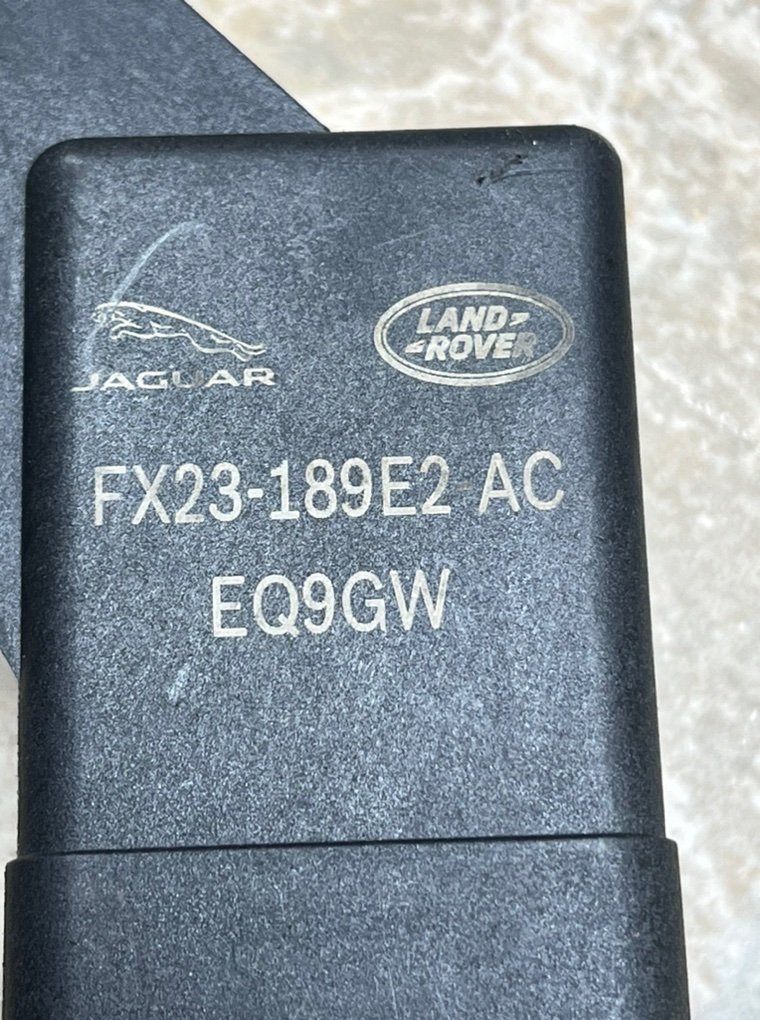 JAGUAR
LAND
ROVER
FX23-189E2-AC
EQ9GW